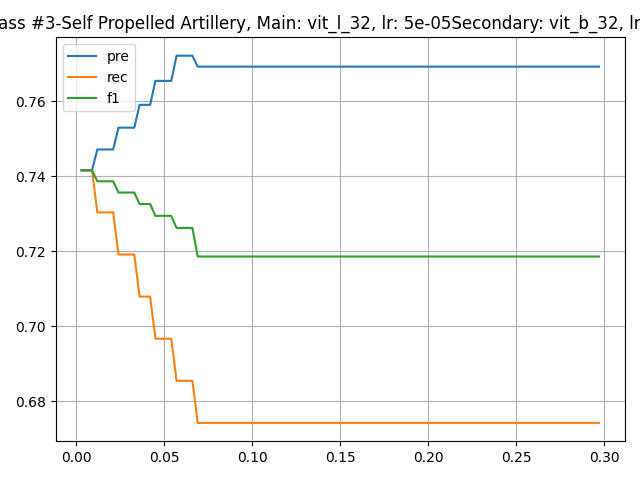 ass #3-Self Propelled Artillery, Main: vit_l_32, lr: 5e-05Secondary: vit_b_32, lr
pre
rec
f1
0.76
0.74
0.72
0.70
0.68
0.00 0.05 0.10 0.15 0.20 0.25 0.30